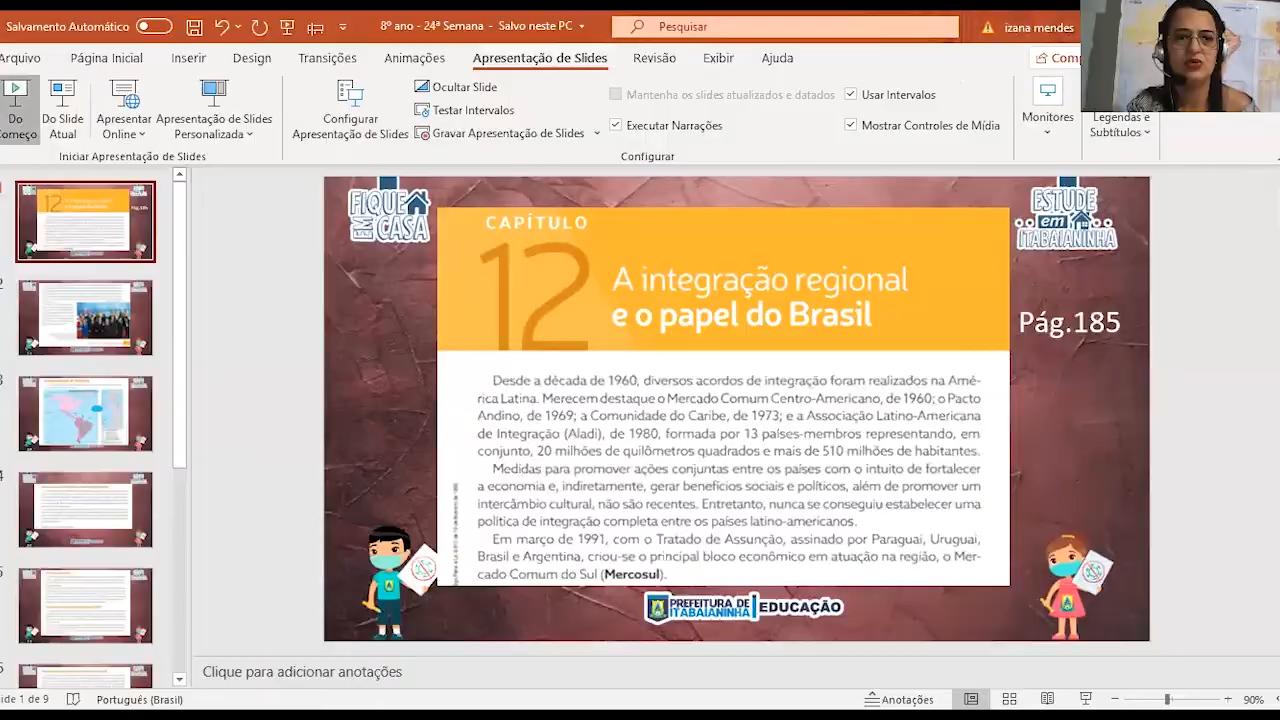 Salvamento Automático
8º ano - 24ª Semana - Salvo neste PC
Pesquisar
izana mendes
Arquivo
Página Inicial
Inserir
Design
Transições
Animações
Apresentação de Slides
Revisão
Exibir
Ajuda
Comp
Do Começo
Do Slide Atual
Apresentar Online
Apresentação de Slides Personalizada
Iniciar Apresentação de Slides
Configurar Apresentação de Slides
Ocultar Slide
Testar Intervalos
Gravar Apresentação de Slides
Mantenha os slides atualizados e datados
Executar Narrações
Usar Intervalos
Mostrar Controles de Mídia
Configurar
Monitores
Legendas e Subtítulos
FIQUE
EM
CASA
ESTUDE
em
ITABAIANINHA
CAPÍTULO
12
A integração regional
e o papel do Brasil
Pág.185
Desde a década de 1960, diversos acordos de integração foram realizados na Amé-
rica Latina. Merecem destaque o Mercado Comum Centro-Americano, de 1960; o Pacto
Andino, de 1969; a Comunidade do Caribe, de 1973; e a Associação Latino-Americana
de Integração (Aladi), de 1980, formada por 13 países-membros representando, em
conjunto, 20 milhões de quilômetros quadrados e mais de 510 milhões de habitantes.
Medidas para promover ações conjuntas entre os países com o intuito de fortalecer
a economia e, indiretamente, gerar benefícios sociais e políticos, além de promover um
intercâmbio cultural, não são recentes. Entretanto, nunca se conseguiu estabelecer uma
política de integração completa entre os países latino-americanos.
Em março de 1991, com o Tratado de Assunção, assinado por Paraguai, Uruguai,
Brasil e Argentina, criou-se o principal bloco econômico em atuação na região, o Mer-
cado Comum do Sul (Mercosul).
PREFEITURA DE
ITABAIANINHA
EDUCAÇÃO
Clique para adicionar anotações
ide 1 de 9
Português (Brasil)
Anotações
90%